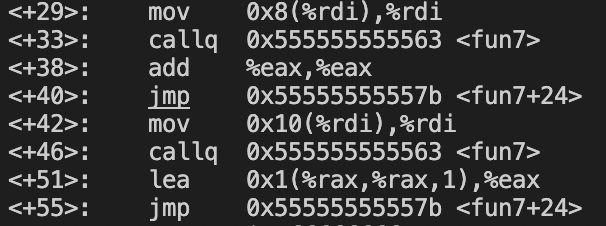 <+29>: mov 0x8(%rdi),%rdi
<+33>: callq 0x555555555563 <fun7>
<+38>: add %eax,%eax
<+40>: jmp 0x55555555557b <fun7+24>
<+42>: mov 0x10(%rdi),%rdi
<+46>: callq 0x555555555563 <fun7>
<+51>: lea 0x1(%rax,%rax,1),%eax
<+55>: jmp 0x55555555557b <fun7+24>